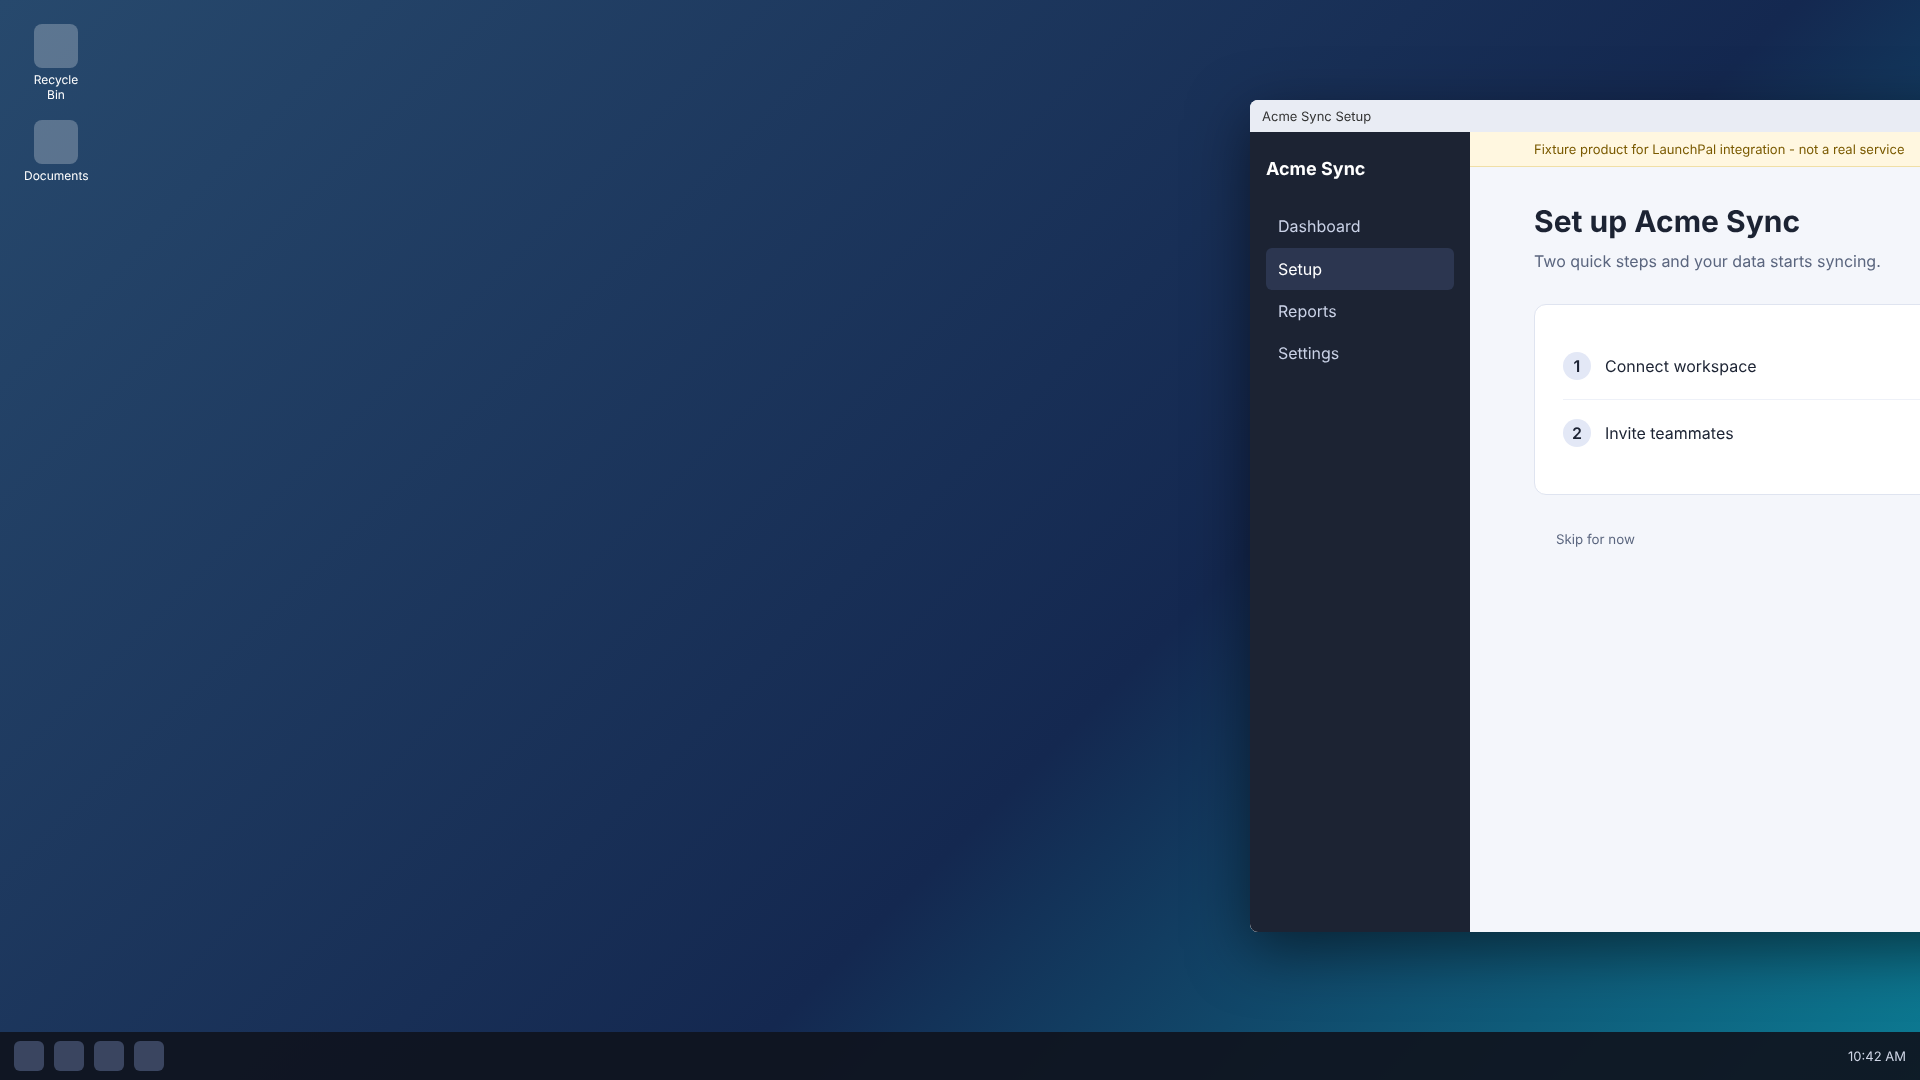 Recycle
Bin
Documents
Acme Sync Setup
Acme Sync
Dashboard
Setup
Reports
Settings
Fixture product for LaunchPal integration - not a real service
Set up Acme Sync
Two quick steps and your data starts syncing.
1 Connect workspace
2 Invite teammates
Skip for now
10:42 AM